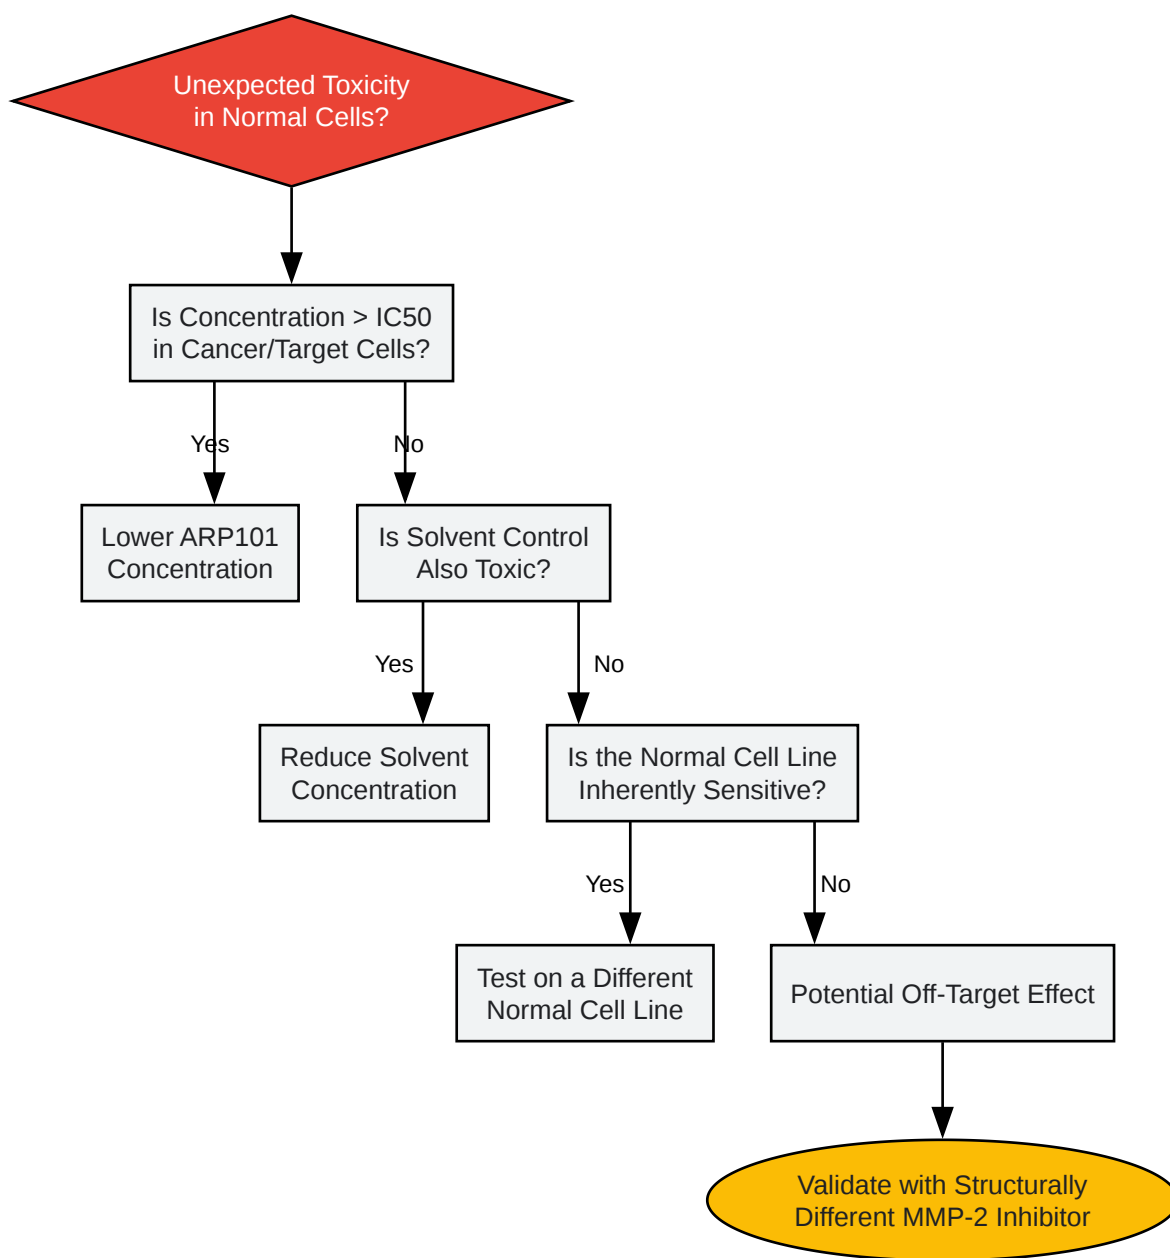 Unexpected Toxicity
in Normal Cells?
Is Concentration > IC50
in Cancer/Target Cells?
Yes
No
Lower ARP101
Concentration
Is Solvent Control
Also Toxic?
Yes
No
Reduce Solvent
Concentration
Is the Normal Cell Line
Inherently Sensitive?
Yes
No
Test on a Different
Normal Cell Line
Potential Off-Target Effect
Validate with Structurally
Different MMP-2 Inhibitor